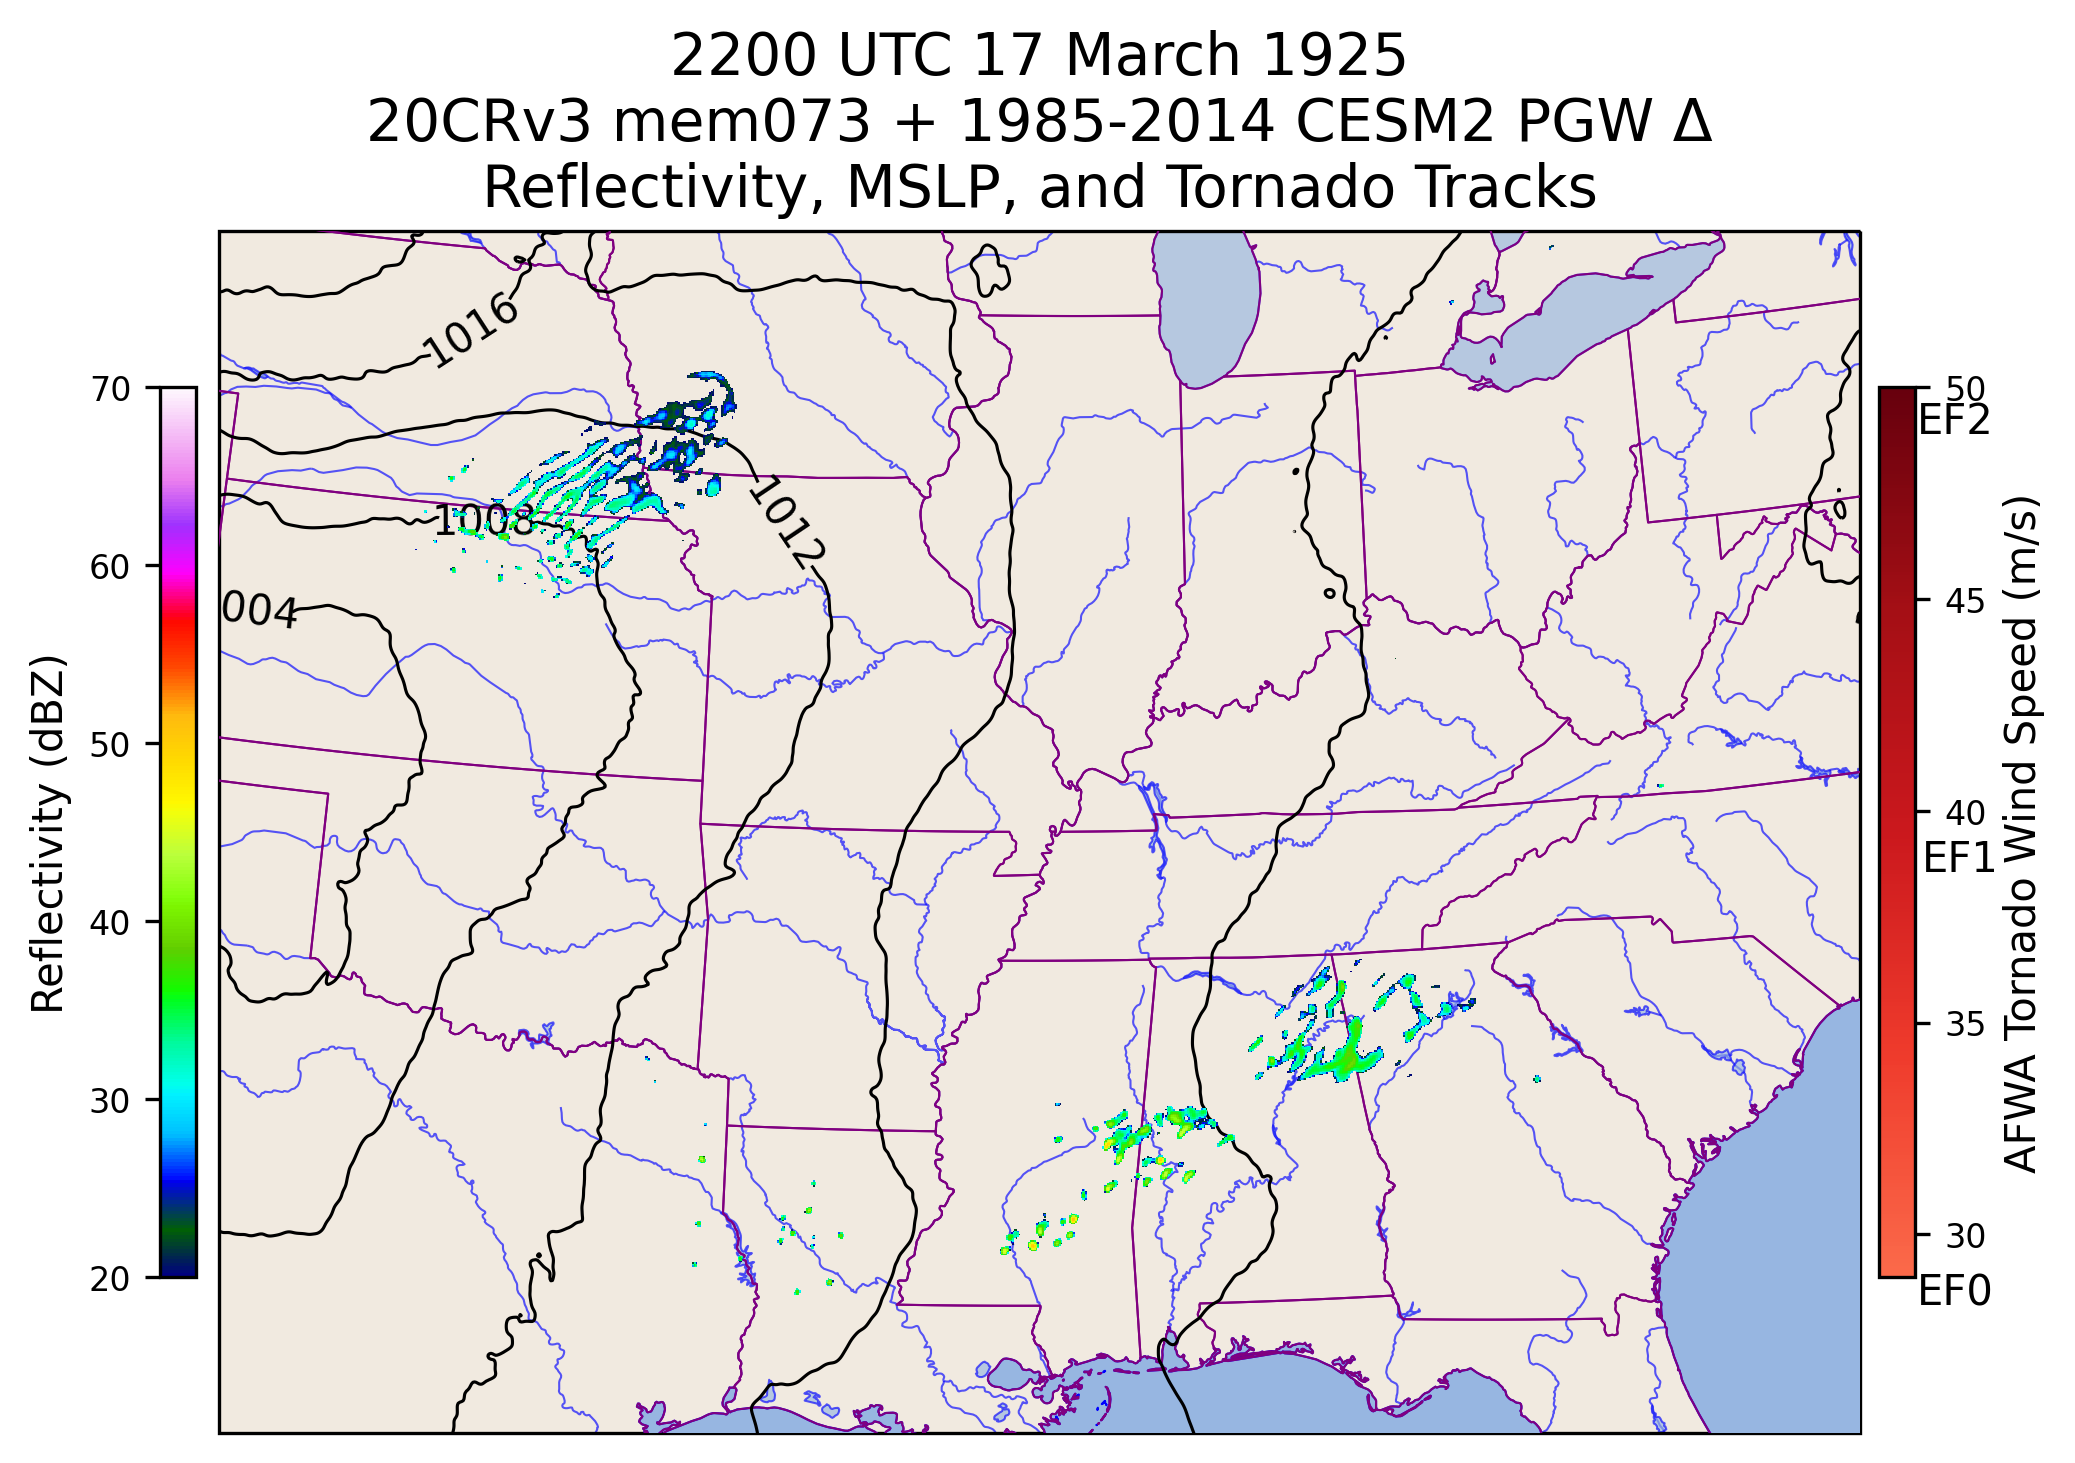 2200 UTC 17 March 1925
20CRv3 mem073 + 1985-2014 CESM2 PGW Δ
Reflectivity, MSLP, and Tornado Tracks
Reflectivity (dBZ)
70
60
50
40
30
20
1016
1008
1012
004
50
EF2
45
40
EF1
35
30
EF0
AFWA Tornado Wind Speed (m/s)